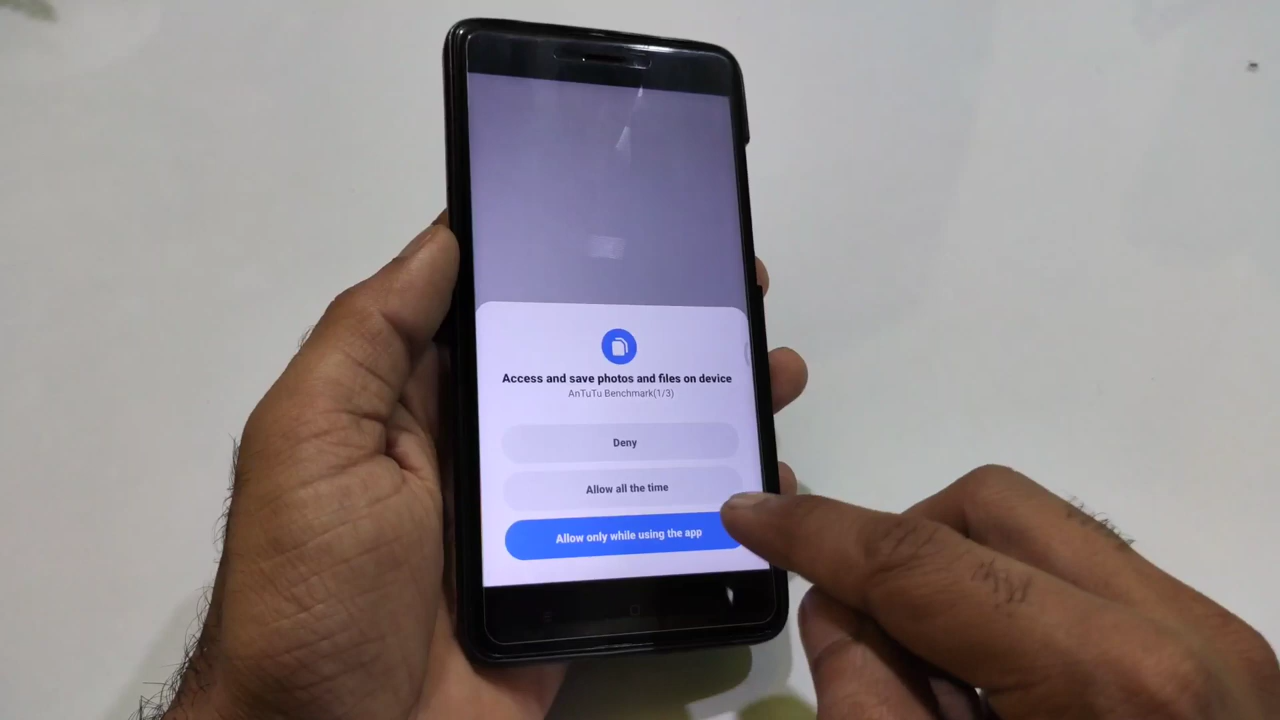 Access and save photos and files on device
AnTuTu Benchmark(1/3)
Deny
Allow all the time
Allow only while using the app